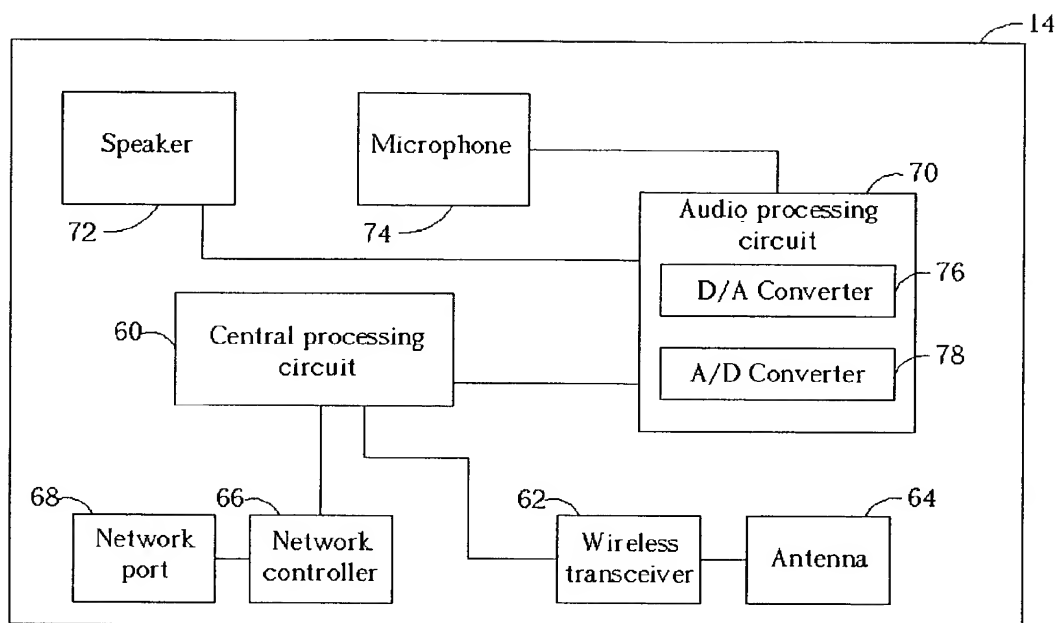 14
Speaker
Microphone
72
74
70
Audio processing
circuit
76
D/A Converter
60
Central processing
circuit
78
A/D Converter
68
66
62
64
Network
port
Network
controller
Wireless
transceiver
Antenna